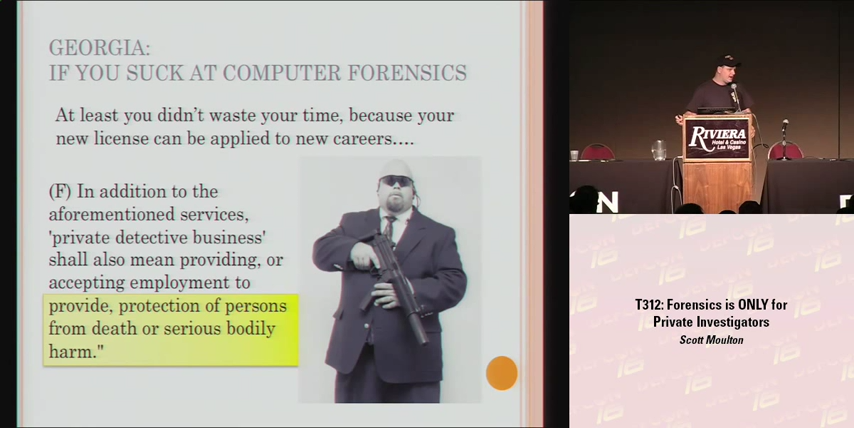 GEORGIA:
IF YOU SUCK AT COMPUTER FORENSICS
At least you didn't waste your time, because your
new license can be applied to new careers....
(F) In addition to the
aforementioned services,
'private detective business'
shall also mean providing, or
accepting employment to
provide, protection of persons
from death or serious bodily
harm."
RIVIERA
Hotel & Casino
Las Vegas
T312: Forensics is ONLY for
Private Investigators
Scott Moulton